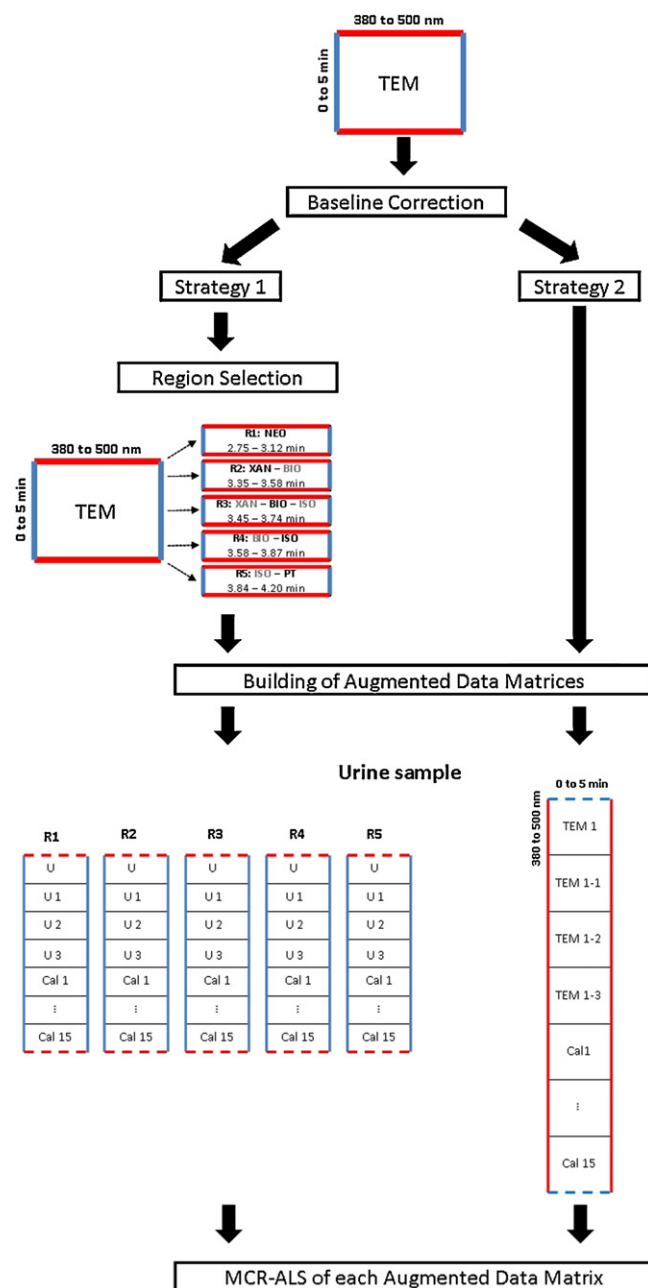 380 to 500 nm
0 to 5 min
TEM
Baseline Correction
Strategy 1
Strategy 2
Region Selection
380 to 500 nm
0 to 5 min
TEM
R1: NEO
2.75 – 3.12 min
R2: XAN – BIO
3.35 – 3.58 min
R3: XAN – BIO – ISO
3.45 – 3.74 min
R4: BIO – ISO
3.58 – 3.87 min
R5: ISO – PT
3.84 – 4.20 min
Building of Augmented Data Matrices
Urine sample
R1 R2 R3 R4 R5
U U U U U
U 1 U 1 U 1 U 1 U 1
U 2 U 2 U 2 U 2 U 2
U 3 U 3 U 3 U 3 U 3
Cal 1 Cal 1 Cal 1 Cal 1 Cal 1
⋮ ⋮ ⋮ ⋮ ⋮
Cal 15 Cal 15 Cal 15 Cal 15 Cal 15
0 to 5 min
380 to 500 nm
TEM 1
TEM 1-1
TEM 1-2
TEM 1-3
Cal1
⋮
Cal 15
MCR-ALS of each Augmented Data Matrix